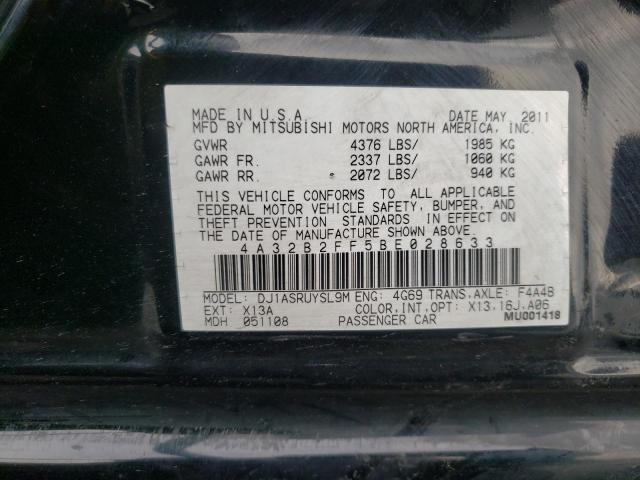 MADE IN U.S.A. DATE MAY, 2011
MFD BY MITSUBISHI MOTORS NORTH AMERICA, INC.
GVWR 4376 LBS/ 1985 KG
GAWR FR. 2337 LBS/ 1060 KG
GAWR RR. 2072 LBS/ 940 KG
THIS VEHICLE CONFORMS TO ALL APPLICABLE
FEDERAL MOTOR VEHICLE SAFETY, BUMPER, AND
THEFT PREVENTION STANDARDS IN EFFECT ON
THE DATE OF MANUFACTURE SHOWN ABOVE.
4A32B2FF5BE028633
MODEL: DJ1ASRUYSL9M ENG: 4G69 TRANS,AXLE: F4A4B
EXT: X13A COLOR,INT,OPT: X13,16J,A06
MDH 051108 PASSENGER CAR MU001418